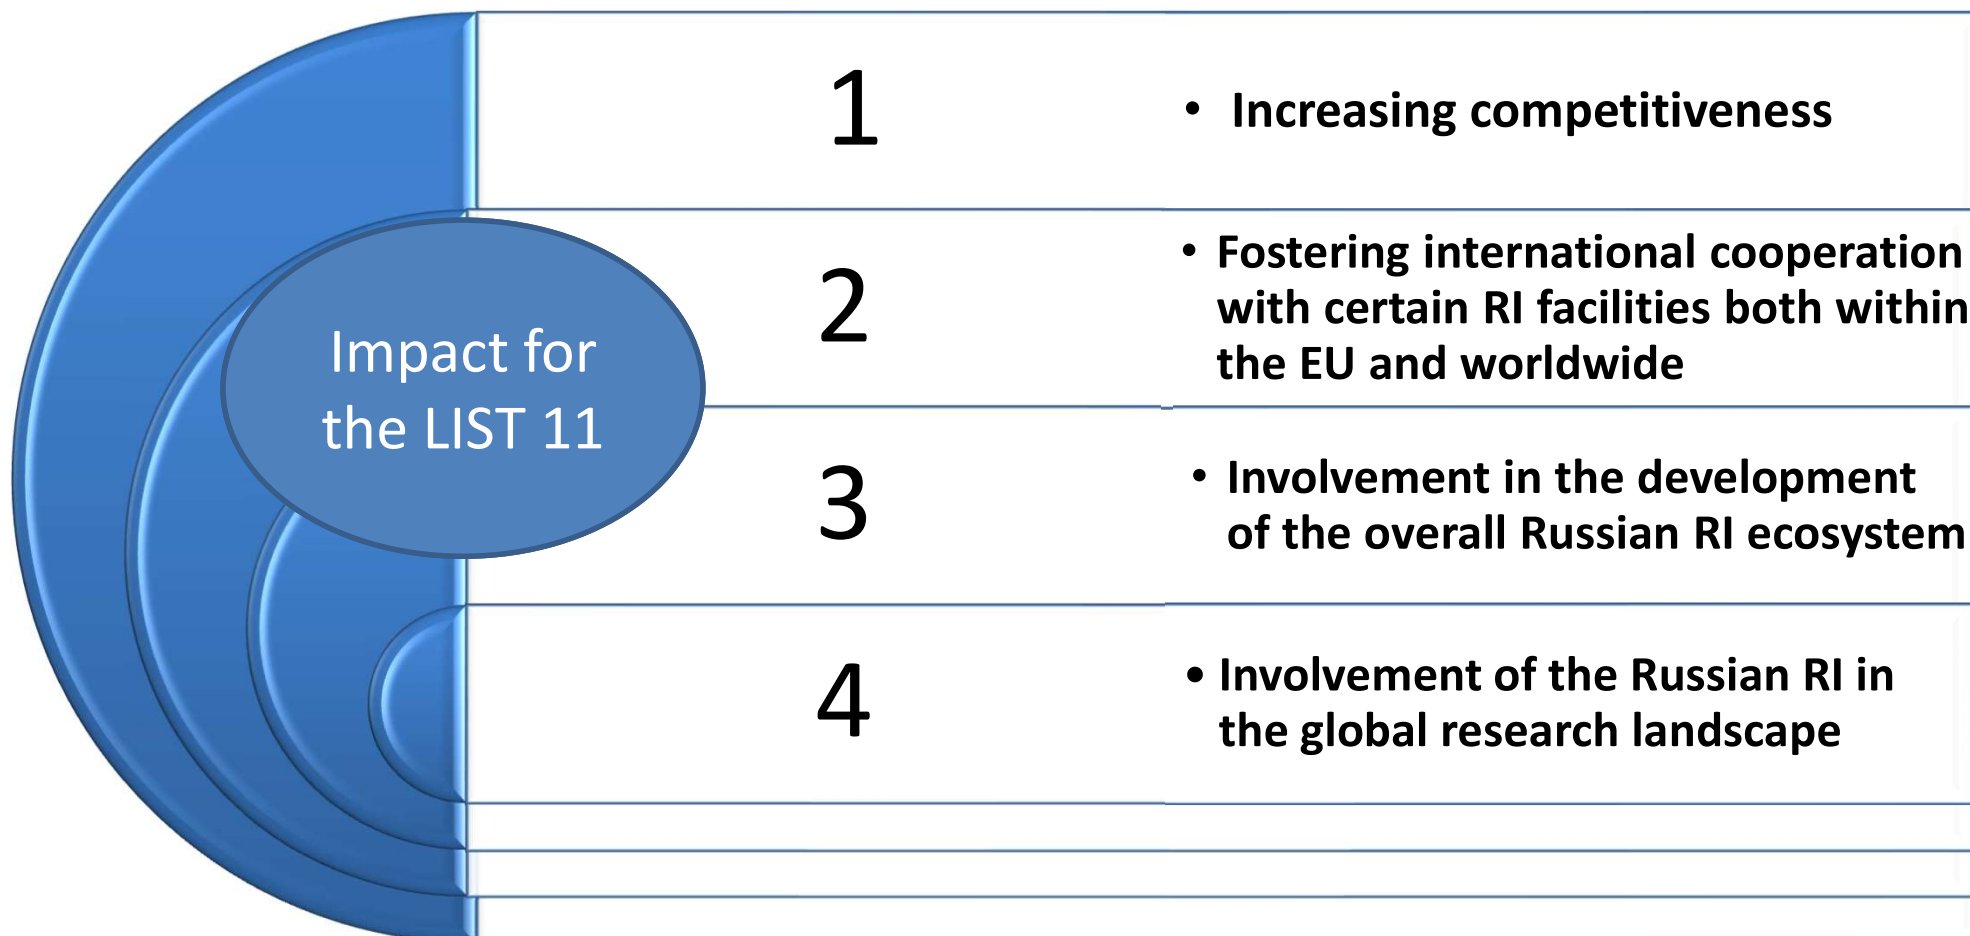 Impact for
the LIST 11
1
• Increasing competitiveness
2
• Fostering international cooperation
with certain RI facilities both within
the EU and worldwide
3
• Involvement in the development
of the overall Russian RI ecosystem
4
• Involvement of the Russian RI in
the global research landscape